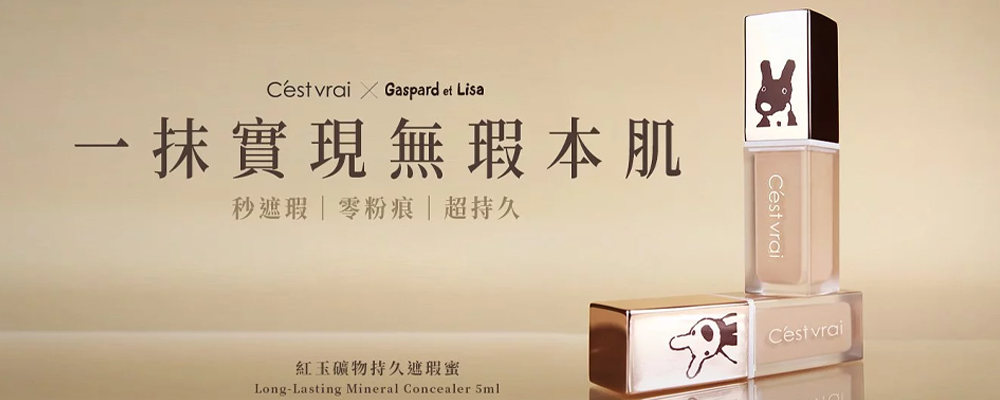 C'est vrai × Gaspard et Lisa
一抹實現無瑕本肌
秒遮瑕｜零粉痕｜超持久
C'est vrai
C'est vrai
紅玉礦物持久遮瑕蜜
Long-Lasting Mineral Concealer 5ml